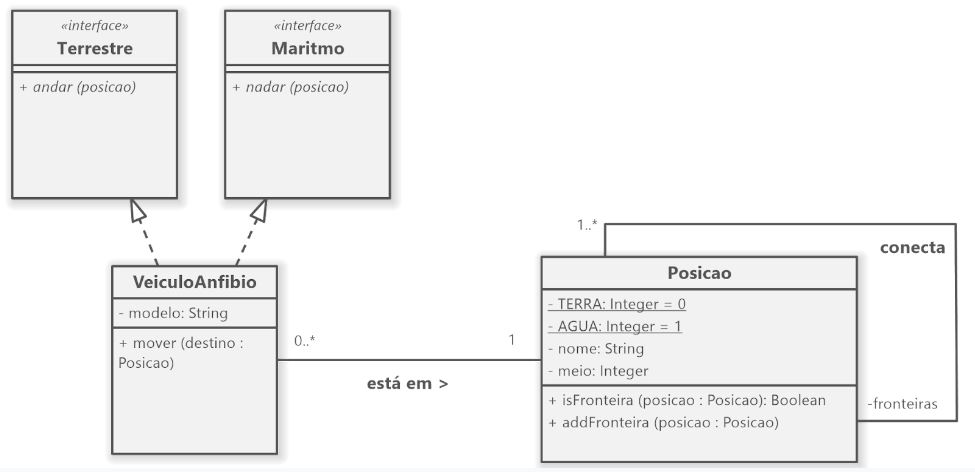 «interface»
Terrestre
+ andar (posicao)
«interface»
Maritmo
+ nadar (posicao)
VeiculoAnfibio
- modelo: String
+ mover (destino :
Posicao)
0..*
1
está em >
1..*
conecta
Posicao
- TERRA: Integer = 0
- AGUA: Integer = 1
- nome: String
- meio: Integer
+ isFronteira (posicao : Posicao): Boolean
+ addFronteira (posicao : Posicao)
-fronteiras